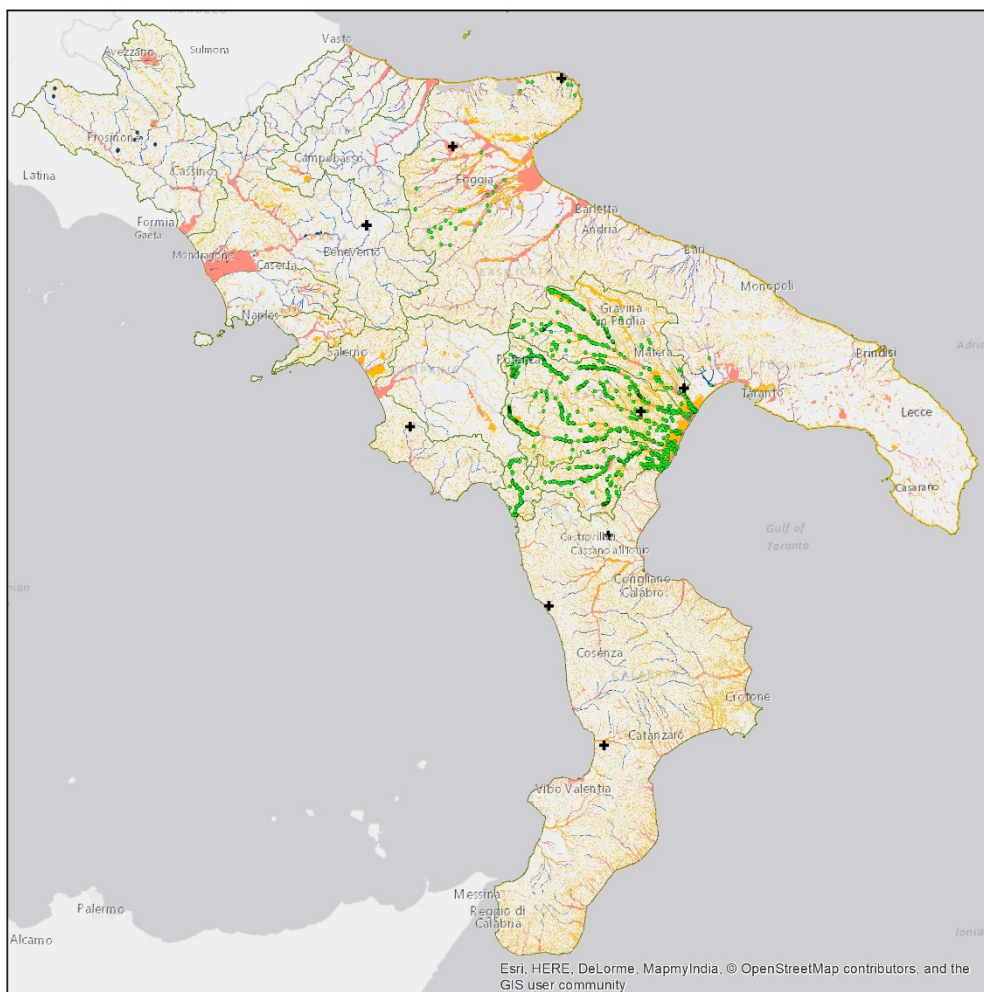 Avezzano
Sulmona
Vasto
Frosinone
Campobasso
Latina
Cassino
Foggia
Formia
Gaeta
Barletta
Andria
Mondragone
Caserta
Benevento
Bari
BASILICATA
Monopoli
Naples
Gravina
in Puglia
Salerno
Potenza
Matera
Brindisi
CAMPANIA
Taranto
Lecce
Casarano
Gulf of
Taranto
Castrovillari
Cassano all'Ionio
Corigliano
Calabro
Cosenza
CALABRIA
Crotone
Catanzaro
Vibo Valentia
Messina
Reggio di
Calabria
Palermo
Alcamo
Esri, HERE, DeLorme, MapmyIndia, © OpenStreetMap contributors, and the
GIS user community